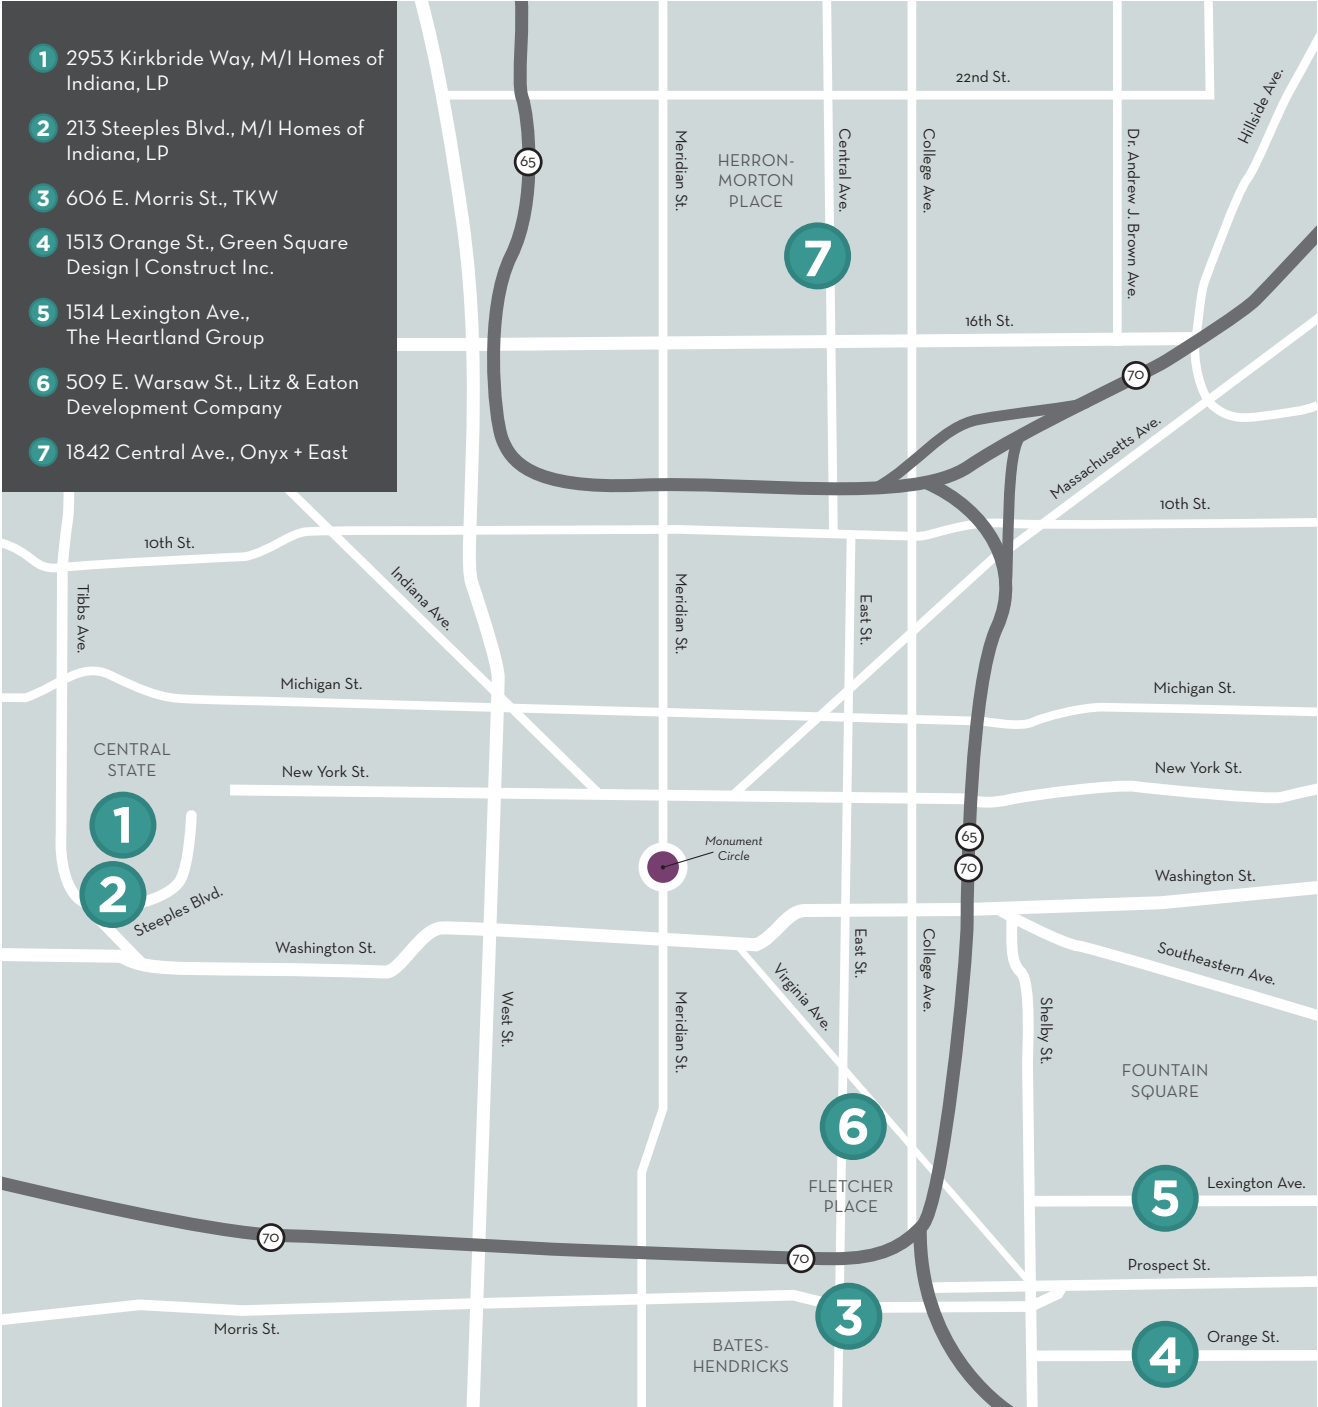 1 2953 Kirkbride Way, M/I Homes of
Indiana, LP
2 213 Steeples Blvd., M/I Homes of
Indiana, LP
3 606 E. Morris St., TKW
4 1513 Orange St., Green Square
Design | Construct Inc.
5 1514 Lexington Ave.,
The Heartland Group
6 509 E. Warsaw St., Litz & Eaton
Development Company
7 1842 Central Ave., Onyx + East
22nd St.
Hillside Ave.
65
Meridian St.
HERRON-
MORTON
PLACE
Central Ave.
College Ave.
Dr. Andrew J. Brown Ave.
7
16th St.
70
Massachusetts Ave.
10th St.
10th St.
Indiana Ave.
Tibbs Ave.
Meridian St.
East St.
Michigan St.
Michigan St.
CENTRAL
STATE
New York St.
New York St.
1
65
Monument
Circle
70
2
Steeples Blvd.
Washington St.
Washington St.
East St.
College Ave.
Southeastern Ave.
Virginia Ave.
West St.
Meridian St.
Shelby St.
FOUNTAIN
SQUARE
6
FLETCHER
PLACE
5
Lexington Ave.
70
70
Prospect St.
3
Morris St.
BATES-
HENDRICKS
4
Orange St.